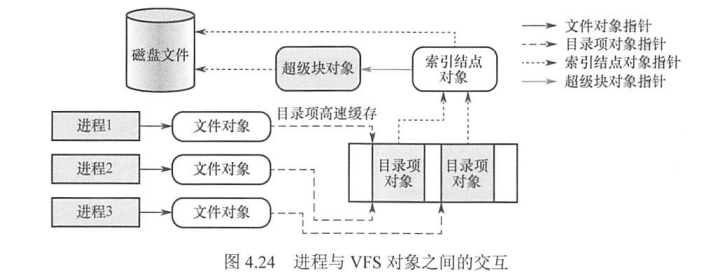 磁盘文件
超级块对象
索引结点
对象
文件对象指针
目录项对象指针
索引结点对象指针
超级块对象指针
目录项高速缓存
进程1
文件对象
进程2
文件对象
进程3
文件对象
目录项
对象
目录项
对象
图 4.24 进程与 VFS 对象之间的交互